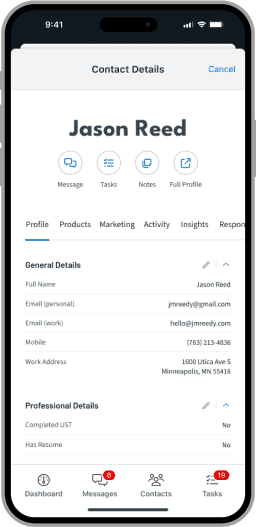 9:41
Contact Details
Cancel
Jason Reed
Message Tasks Notes Full Profile
Profile Products Marketing Activity Insights Respon
General Details
Full Name Jason Reed
Email (personal) jmreedy@gmail.com
Email (work) hello@jmreedy.com
Mobile (763) 213-4836
Work Address 1600 Utica Ave S
Minneapolis, MN 55416
Professional Details
Completed UST No
Has Resume No
8 19
Dashboard Messages Contacts Tasks